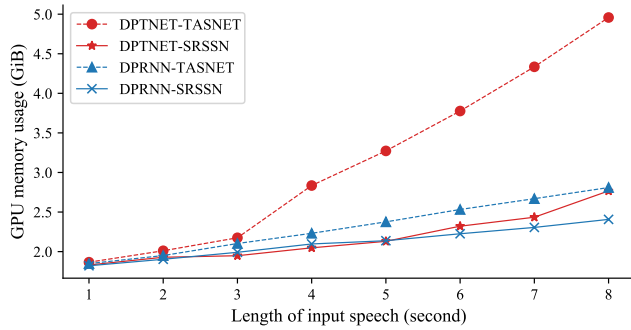 5.0
4.5
4.0
3.5
3.0
2.5
2.0
GPU memory usage (GiB)
DPTNET-TASNET
DPTNET-SRSSN
DPRNN-TASNET
DPRNN-SRSSN
1 2 3 4 5 6 7 8
Length of input speech (second)